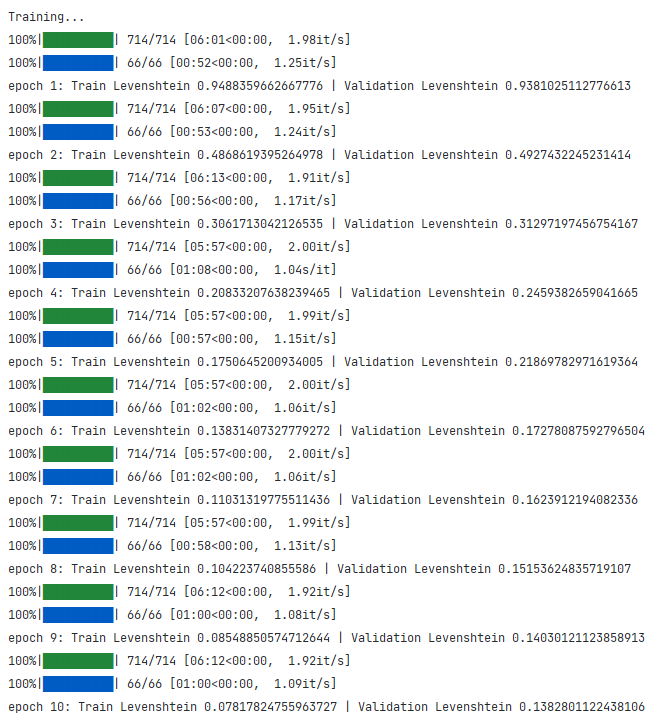 Training...
100%|██████████| 714/714 [06:01<00:00,  1.98it/s]
100%|██████████| 66/66 [00:52<00:00,  1.25it/s]
epoch 1: Train Levenshtein 0.9488359662667776 | Validation Levenshtein 0.9381025112776613
100%|██████████| 714/714 [06:07<00:00,  1.95it/s]
100%|██████████| 66/66 [00:53<00:00,  1.24it/s]
epoch 2: Train Levenshtein 0.4868619395264978 | Validation Levenshtein 0.4927432245231414
100%|██████████| 714/714 [06:13<00:00,  1.91it/s]
100%|██████████| 66/66 [00:56<00:00,  1.17it/s]
epoch 3: Train Levenshtein 0.3061713042126535 | Validation Levenshtein 0.31297197456754167
100%|██████████| 714/714 [05:57<00:00,  2.00it/s]
100%|██████████| 66/66 [01:08<00:00,  1.04s/it]
epoch 4: Train Levenshtein 0.20833207638239465 | Validation Levenshtein 0.2459382659041665
100%|██████████| 714/714 [05:57<00:00,  1.99it/s]
100%|██████████| 66/66 [00:57<00:00,  1.15it/s]
epoch 5: Train Levenshtein 0.1750645200934005 | Validation Levenshtein 0.21869782971619364
100%|██████████| 714/714 [05:57<00:00,  2.00it/s]
100%|██████████| 66/66 [01:02<00:00,  1.06it/s]
epoch 6: Train Levenshtein 0.13831407327779272 | Validation Levenshtein 0.17278087592796504
100%|██████████| 714/714 [05:57<00:00,  2.00it/s]
100%|██████████| 66/66 [01:02<00:00,  1.06it/s]
epoch 7: Train Levenshtein 0.11031319775511436 | Validation Levenshtein 0.1623912194082336
100%|██████████| 714/714 [05:57<00:00,  1.99it/s]
100%|██████████| 66/66 [00:58<00:00,  1.13it/s]
epoch 8: Train Levenshtein 0.104223740855586 | Validation Levenshtein 0.15153624835719107
100%|██████████| 714/714 [06:12<00:00,  1.92it/s]
100%|██████████| 66/66 [01:00<00:00,  1.08it/s]
epoch 9: Train Levenshtein 0.08548850574712644 | Validation Levenshtein 0.14030121123858913
100%|██████████| 714/714 [06:12<00:00,  1.92it/s]
100%|██████████| 66/66 [01:00<00:00,  1.09it/s]
epoch 10: Train Levenshtein 0.07817824755963727 | Validation Levenshtein 0.1382801122438106